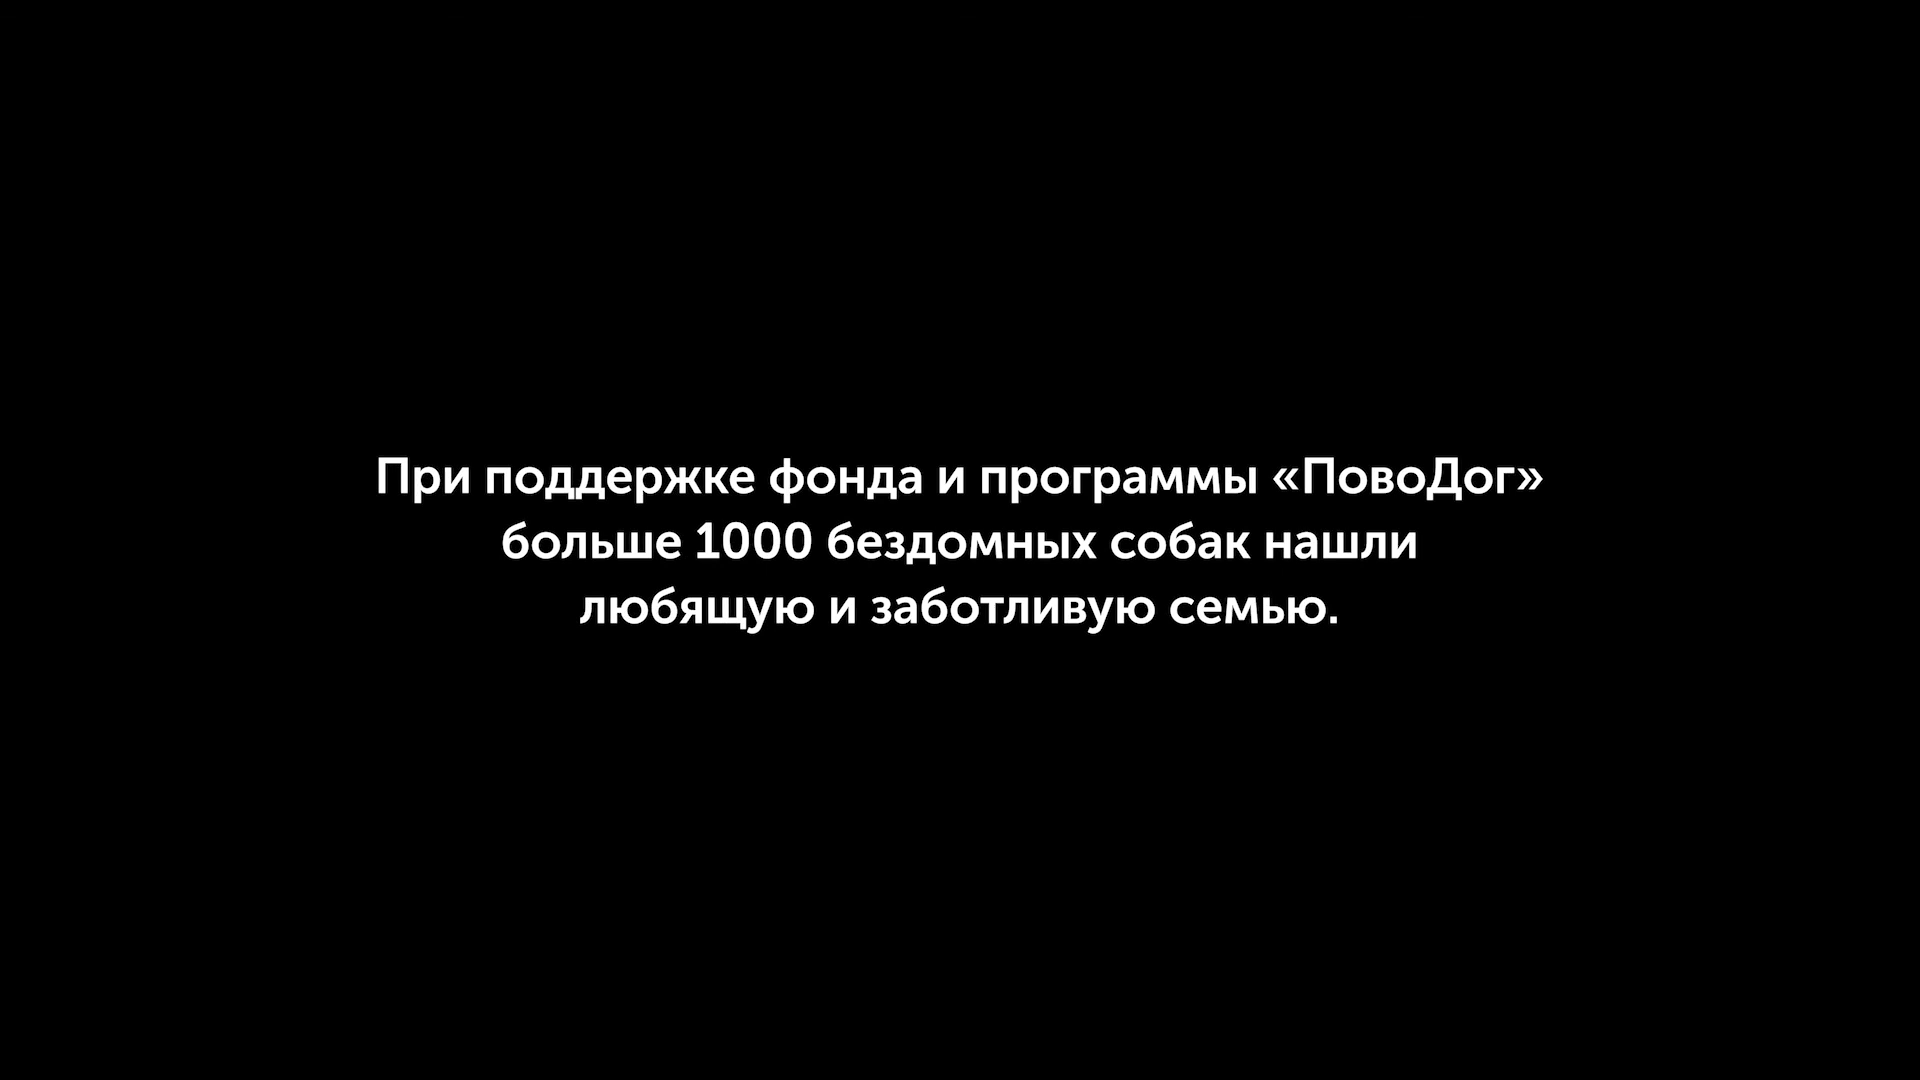 При поддержке фонда и программы «ПовоДог»
больше 1000 бездомных собак нашли
любящую и заботливую семью.